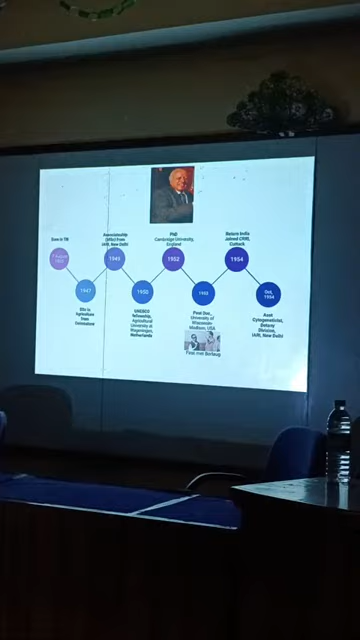 Born in TN
7 August
1947
BSc in
Agriculture
from
Coimbatore
Associateship
(MSc) from
IARI, New Delhi
1949
1950
UNESCO
fellowship,
Agricultural
University at
Wageningen,
Netherlands
PhD
Cambridge University,
England
1952
Post Doc,
University of
Wisconsin
Madison, USA
First met Borlaug
Return India
Joined CRRI,
Cuttack
1954
Oct,
1954
Asst
Cytogeneticist,
Botany
Division,
IARI, New Delhi